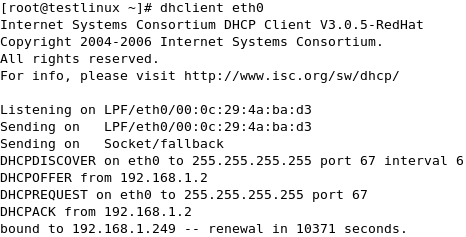 [root@testlinux ~]# dhclient eth0
Internet Systems Consortium DHCP Client V3.0.5-RedHat
Copyright 2004-2006 Internet Systems Consortium.
All rights reserved.
For info, please visit http://www.isc.org/sw/dhcp/

Listening on LPF/eth0/00:0c:29:4a:ba:d3
Sending on   LPF/eth0/00:0c:29:4a:ba:d3
Sending on   Socket/fallback
DHCPDISCOVER on eth0 to 255.255.255.255 port 67 interval 6
DHCPOFFER from 192.168.1.2
DHCPREQUEST on eth0 to 255.255.255.255 port 67
DHCPACK from 192.168.1.2
bound to 192.168.1.249 -- renewal in 10371 seconds.